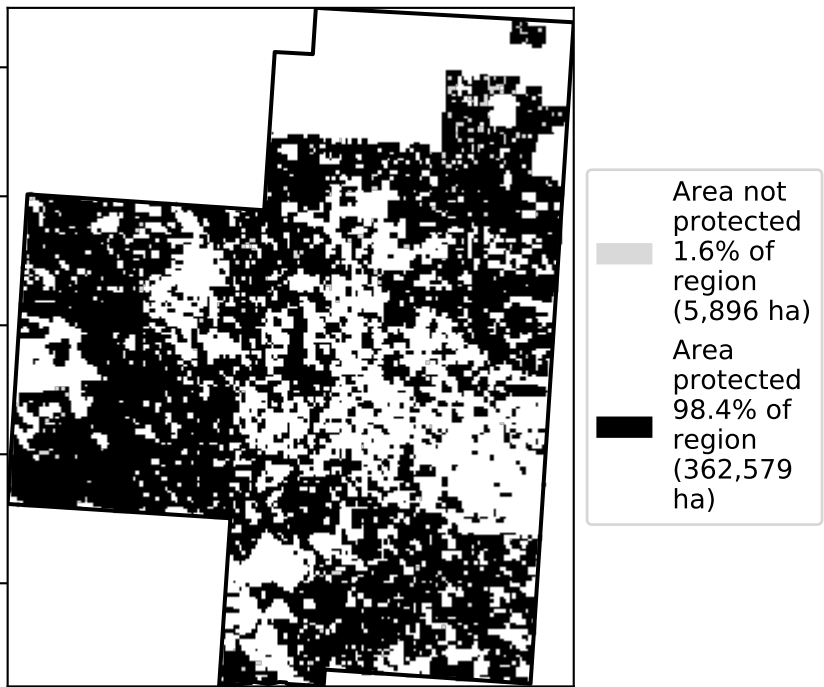 Area not
protected
1.6% of
region
(5,896 ha)
Area
protected
98.4% of
region
(362,579
ha)